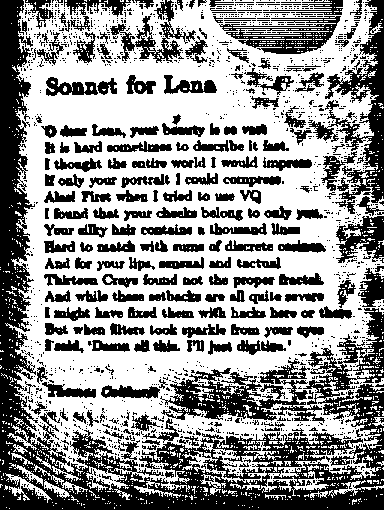 Sonnet for Lena
O dear Lena, your beauty is so vast
It is hard sometimes to describe it fast.
I thought the entire world I would impress
If only your portrait I could compress.
Alas! First when I tried to use VQ
I found that your cheeks belong to only you.
Your silky hair contains a thousand lines
Hard to match with sums of discrete cosines.
And for your lips, sensual and tactual
Thirteen Crays found not the proper fractal.
And while these setbacks are all quite severe
I might have fixed them with hacks here or there
But when filters took sparkle from your eyes
I said, 'Damn all this. I'll just digitize.'
Thomas Colthurst